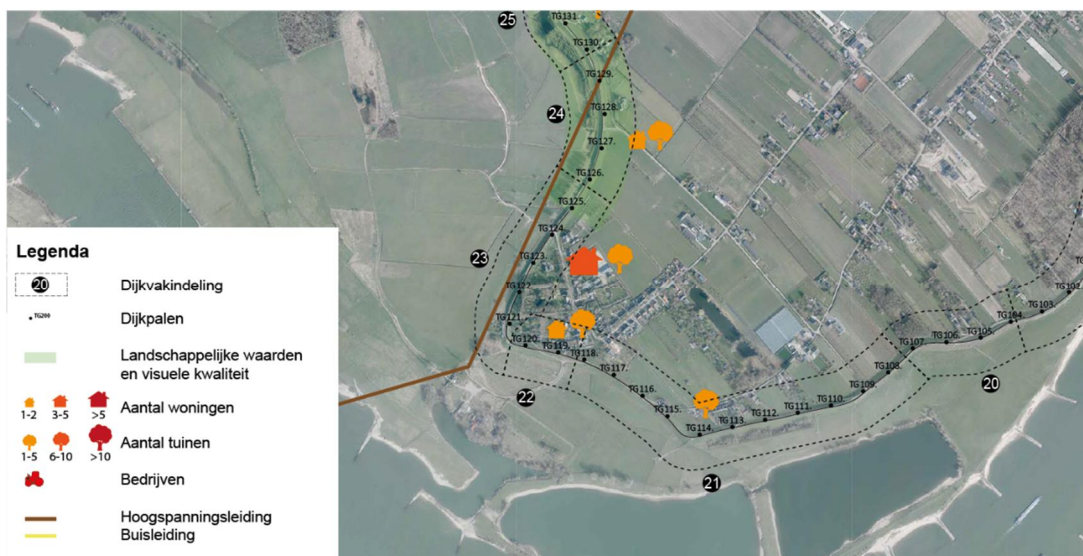 25
TG131.
TG130.
TG129.
24
TG128.
TG127.
TG126.
TG125.
TG124.
23
TG123.
TG122.
TG121.
TG120.
TG119.
TG118.
TG117.
22
TG116.
TG115.
TG114.
TG113.
TG112.
TG111.
TG110.
TG109.
TG108.
TG107.
TG106.
TG105.
TG104.
TG103.
TG102.
20
21
Legenda
20 Dijkvakindeling
TG200 Dijkpalen
Landschappelijke waarden
en visuele kwaliteit
Aantal woningen
1-2 3-5 >5
Aantal tuinen
1-5 6-10 >10
Bedrijven
Hoogspanningsleiding
Buisleiding